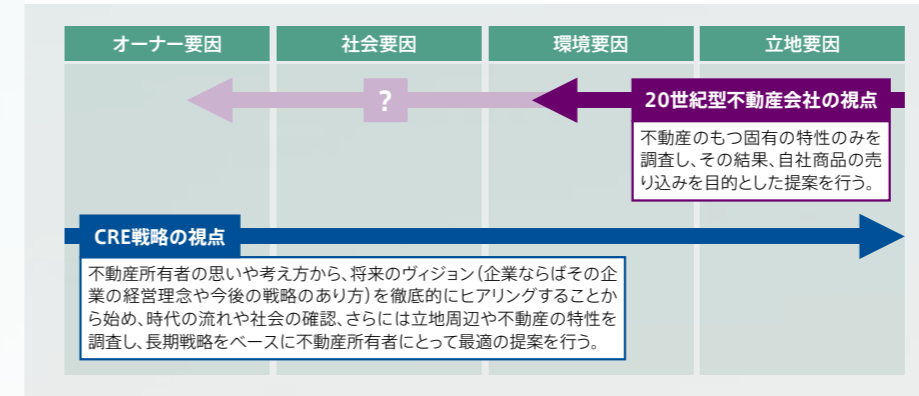 オーナー要因
社会要因
環境要因
立地要因
?
20世紀型不動産会社の視点
不動産のもつ固有の特性のみを
調査し、その結果、自社商品の売
り込みを目的とした提案を行う。
CRE戦略の視点
不動産所有者の思いや考え方から、将来のヴィジョン(企業ならばその企
業の経営理念や今後の戦略のあり方)を徹底的にヒアリングすることか
ら始め、時代の流れや社会の確認、さらには立地周辺や不動産の特性を
調査し、長期戦略をベースに不動産所有者にとって最適の提案を行う。